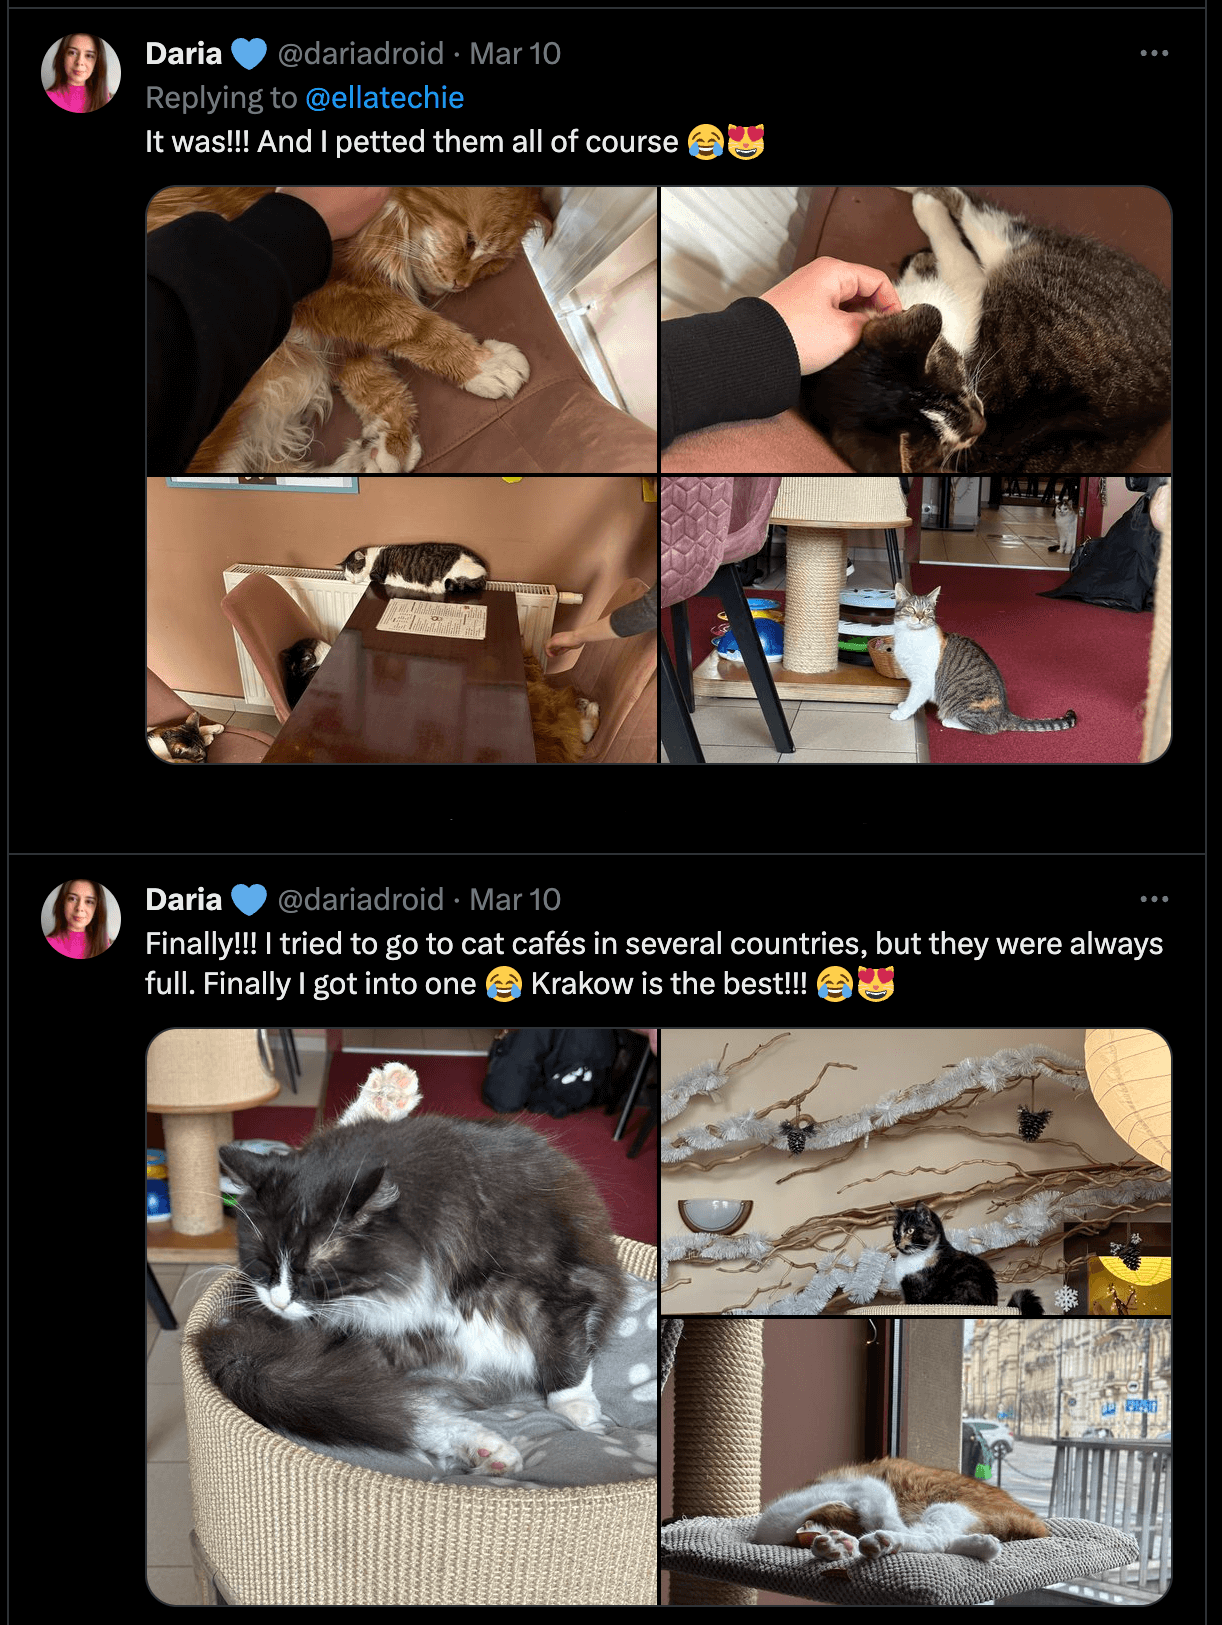 Daria 💙 @dariadroid · Mar 10
Replying to @ellatechie
It was!!! And I petted them all of course 😂😻
Daria 💙 @dariadroid · Mar 10
Finally!!! I tried to go to cat cafés in several countries, but they were always
full. Finally I got into one 😂 Krakow is the best!!! 😂😻